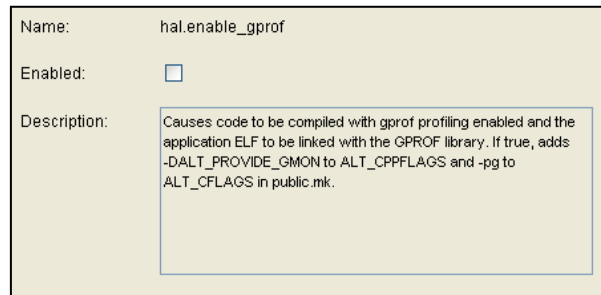 Name: hal.enable_gprof
Enabled:
Description: Causes code to be compiled with gprof profiling enabled and the
application ELF to be linked with the GPROF library. If true, adds
-DALT_PROVIDE_GMON to ALT_CPPFLAGS and -pg to
ALT_CFLAGS in public.mk.